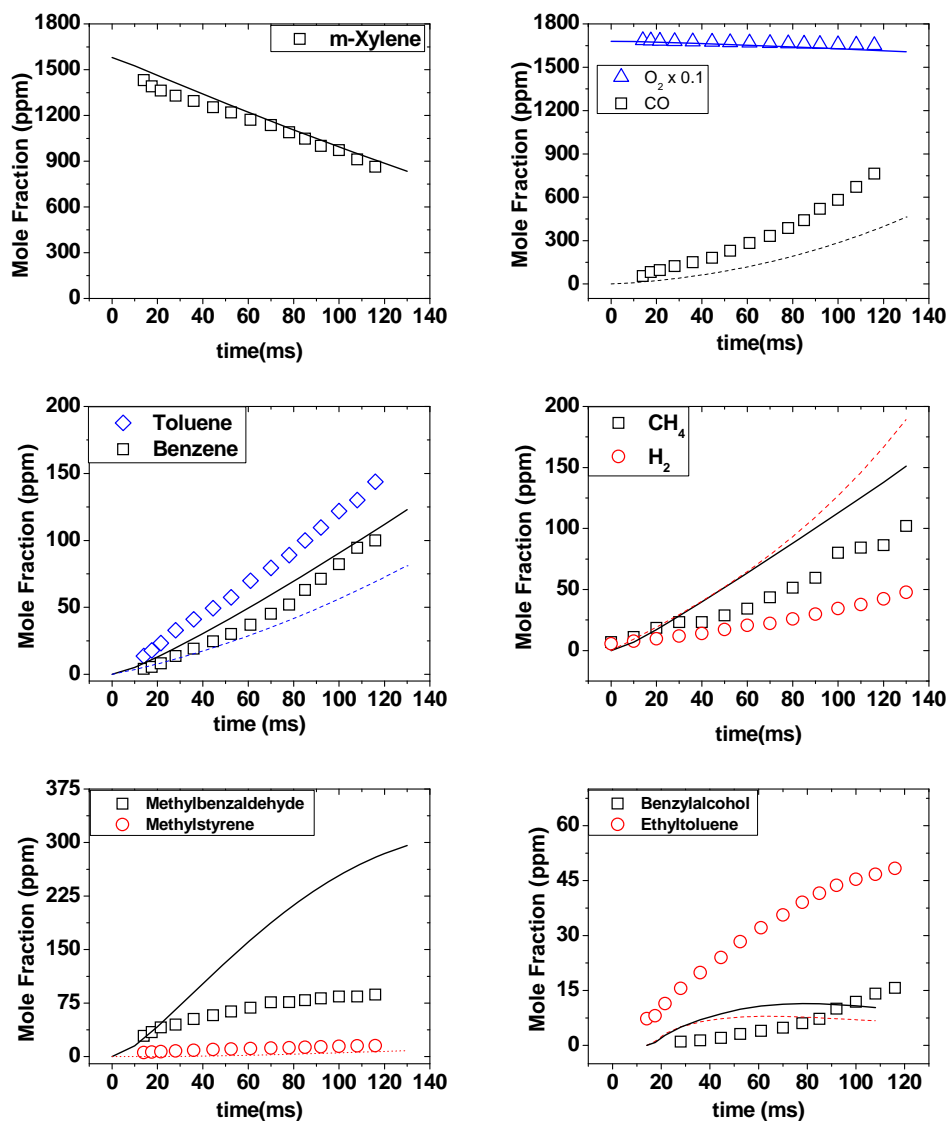 1800
1500
1200
900
600
300
0
Mole Fraction (ppm)
m-Xylene
0 20 40 60 80 100 120 140
time(ms)
1800
1500
1200
900
600
300
0
Mole Fraction (ppm)
O2 x 0.1
CO
0 20 40 60 80 100 120 140
time(ms)
200
150
100
50
0
Mole Fraction (ppm)
Toluene
Benzene
0 20 40 60 80 100 120 140
time (ms)
200
150
100
50
0
Mole Fraction (ppm)
CH4
H2
0 20 40 60 80 100 120 140
time(ms)
375
300
225
150
75
0
Mole Fraction (ppm)
Methylbenzaldehyde
Methylstyrene
0 20 40 60 80 100 120 140
time(ms)
60
45
30
15
0
Mole Fraction (ppm)
Benzylalcohol
Ethyltoluene
0 20 40 60 80 100 120
time (ms)